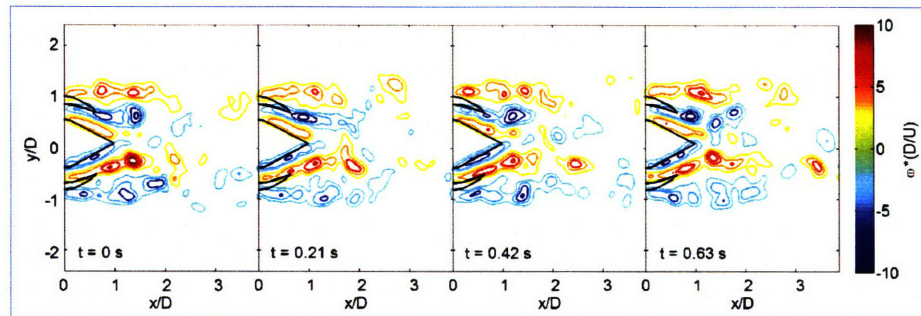 2
1
0
-1
-2
y/D
t = 0 s
t = 0.21 s
t = 0.42 s
t = 0.63 s
0 1 2 3
0 1 2 3
0 1 2 3
0 1 2 3
x/D
x/D
x/D
x/D
10
5
0
-5
-10
ω*(D/U)